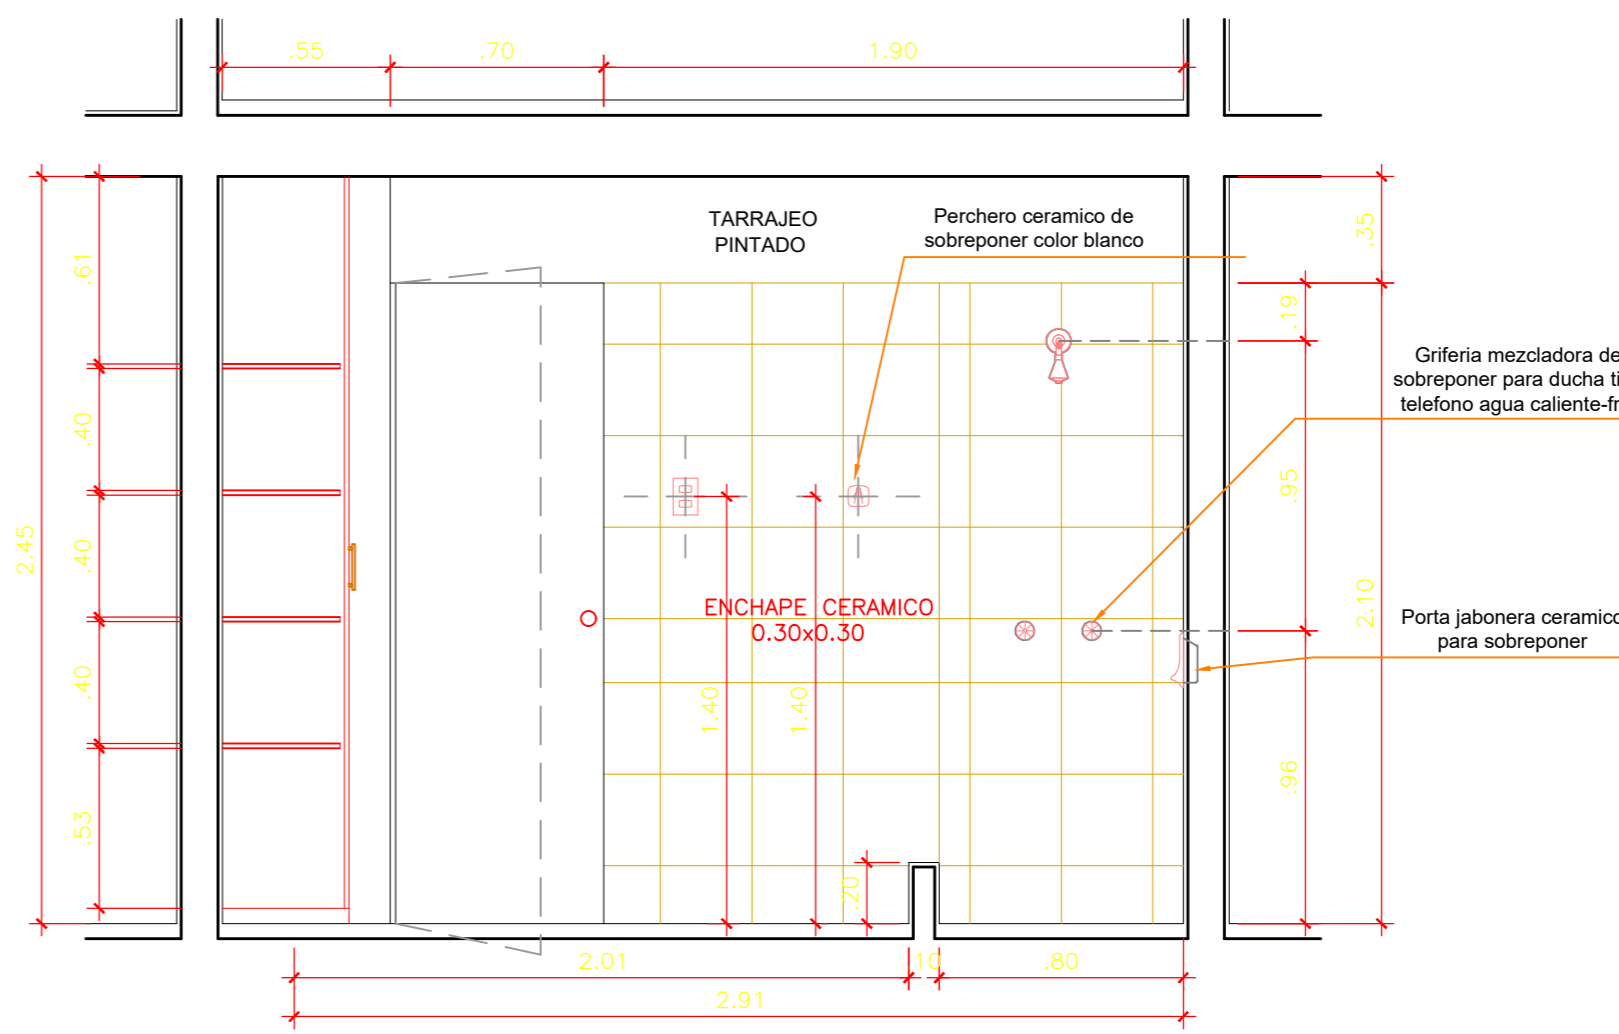 .55
.70
1.90
TARRAJEO
PINTADO
Perchero ceramico de
sobreponer color blanco
.35
.61
.19
Griferia mezcladora de
sobreponer para ducha ti
telefono agua caliente-fr
.40
.95
2.45
.40
ENCHAPE CERAMICO
0.30x0.30
2.10
Porta jabonera ceramico
para sobreponer
.40
1.40
1.40
.96
.53
.20
2.01
10
.80
2.91